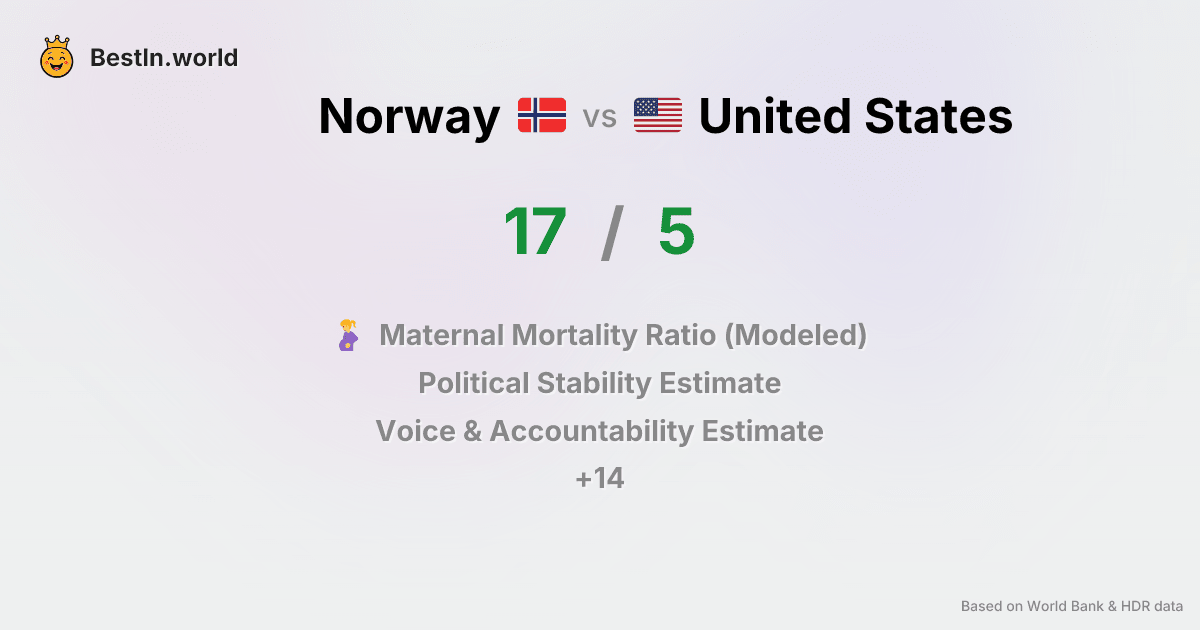 BestIn.world
Norway vs United States
17 / 5
Maternal Mortality Ratio (Modeled)
Political Stability Estimate
Voice & Accountability Estimate
+14
Based on World Bank & HDR data